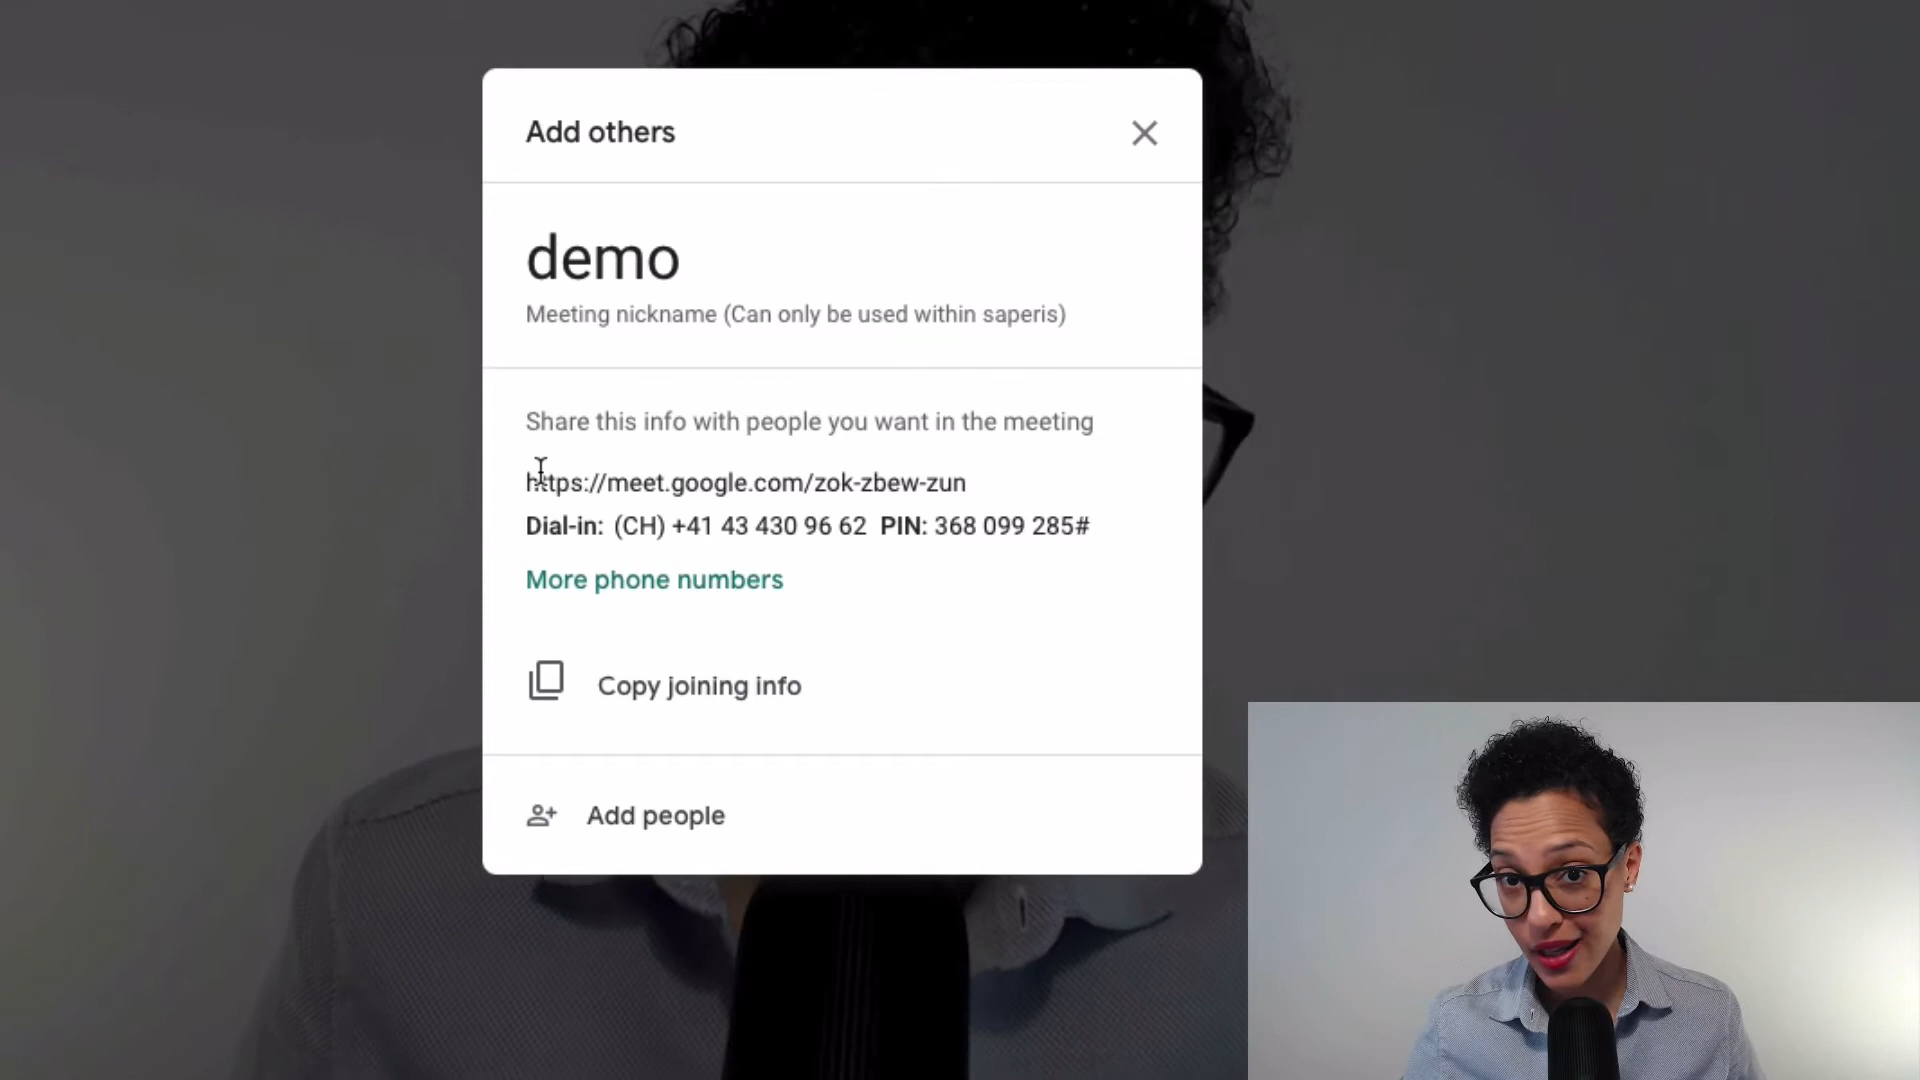 Add others
demo
Meeting nickname (Can only be used within saperis)
Share this info with people you want in the meeting
https://meet.google.com/zok-zbew-zun
Dial-in: (CH) +41 43 430 96 62 PIN: 368 099 285#
More phone numbers
Copy joining info
Add people